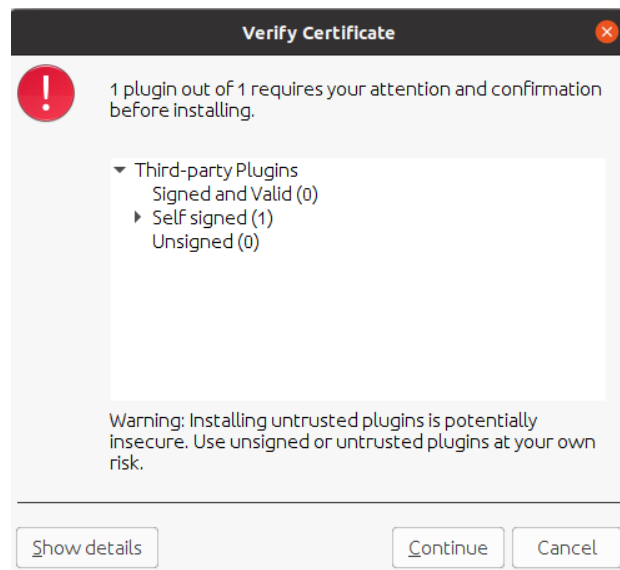 Verify Certificate
1 plugin out of 1 requires your attention and confirmation
before installing.
Third-party Plugins
Signed and Valid (0)
Self signed (1)
Unsigned (0)
Warning: Installing untrusted plugins is potentially
insecure. Use unsigned or untrusted plugins at your own
risk.
Show details
Continue
Cancel